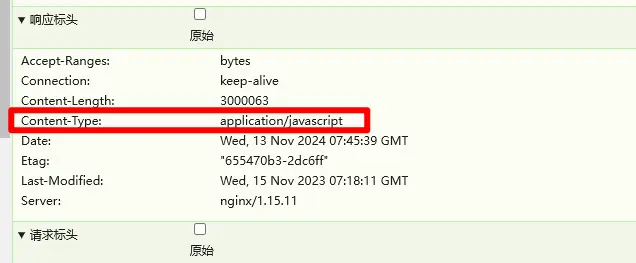 ▼ 响应标头
原始
Accept-Ranges: bytes
Connection: keep-alive
Content-Length: 3000063
Content-Type: application/javascript
Date: Wed, 13 Nov 2024 07:45:39 GMT
Etag: "655470b3-2dc6ff"
Last-Modified: Wed, 15 Nov 2023 07:18:11 GMT
Server: nginx/1.15.11
▼ 请求标头
原始